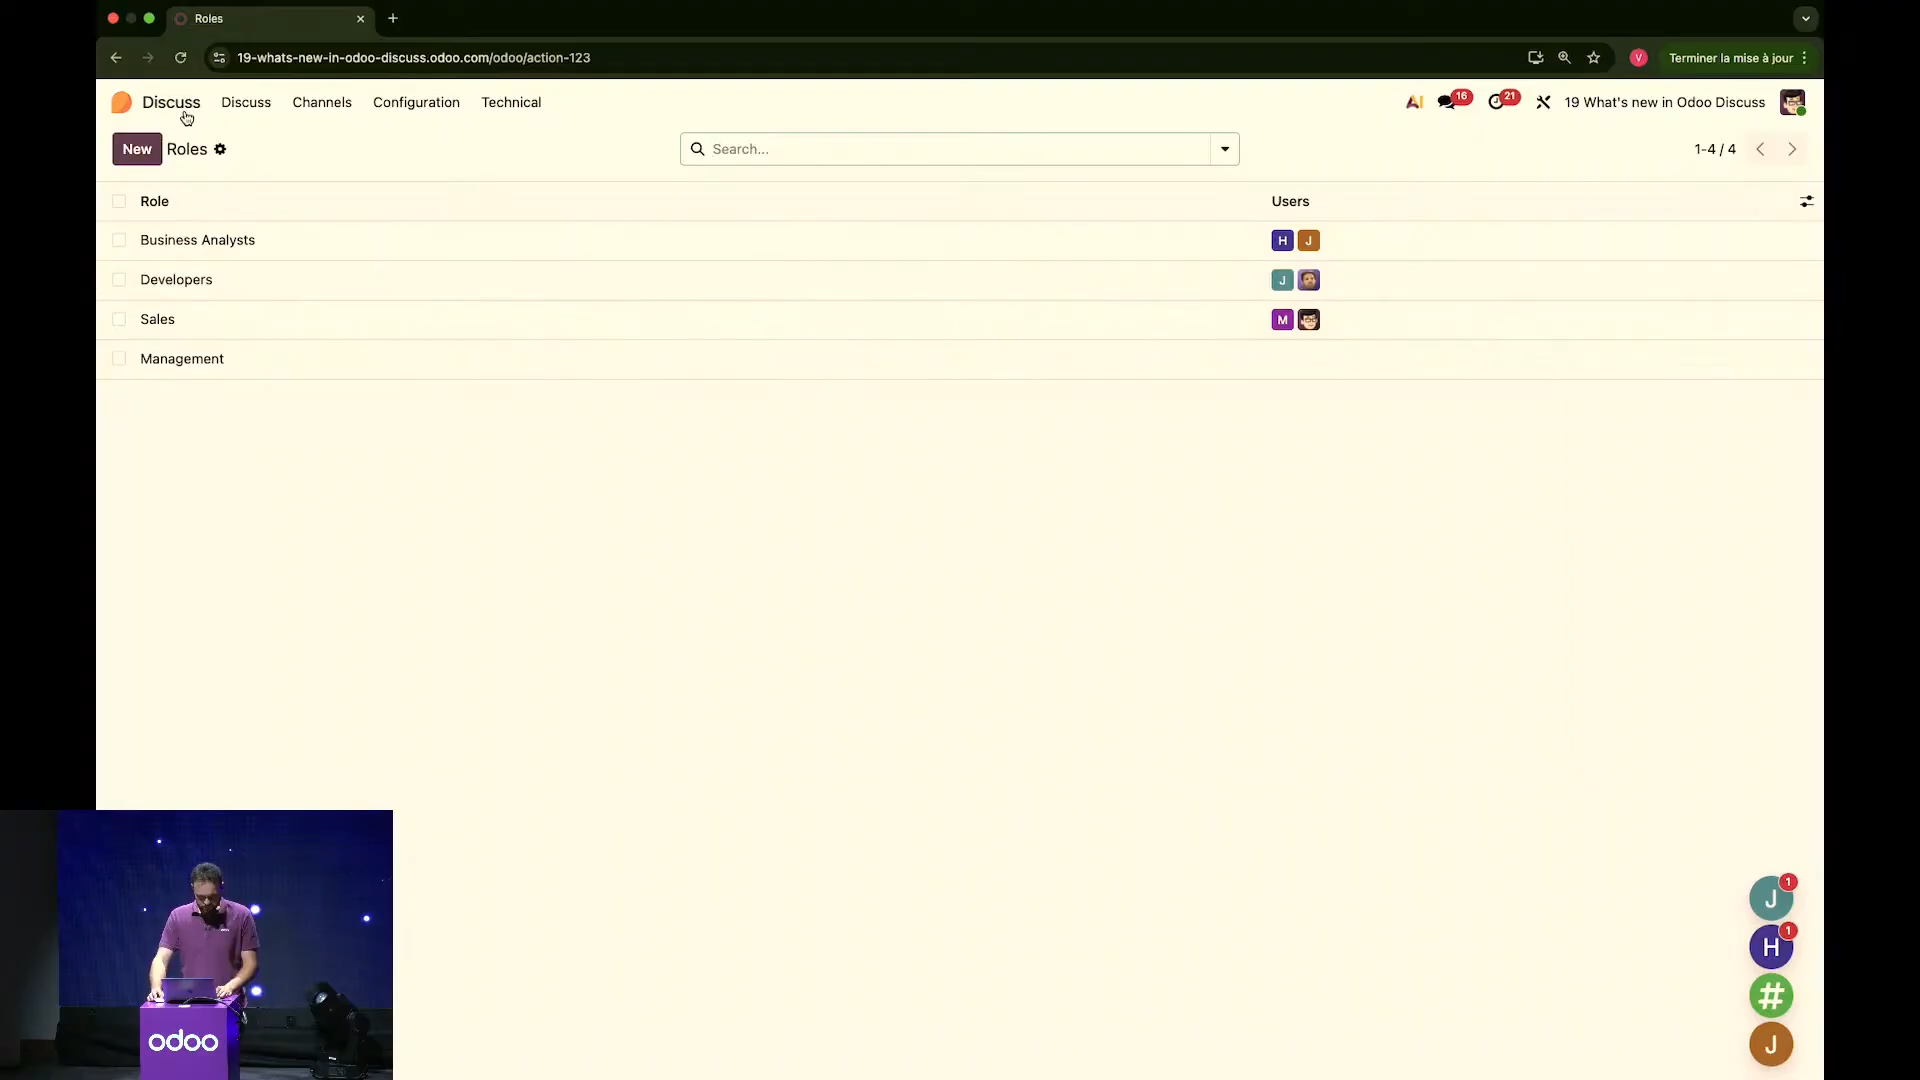 Roles
19-whats-new-in-odoo-discuss.odoo.com/odoo/action-123
V
Terminer la mise à jour
Discuss
Discuss
Channels
Configuration
Technical
AI
16
21
19 What's new in Odoo Discuss
New
Roles
Search...
1-4 / 4
Role
Users
Business Analysts
H
J
Developers
J
Sales
M
Management
J
1
H
1
#
J
odoo